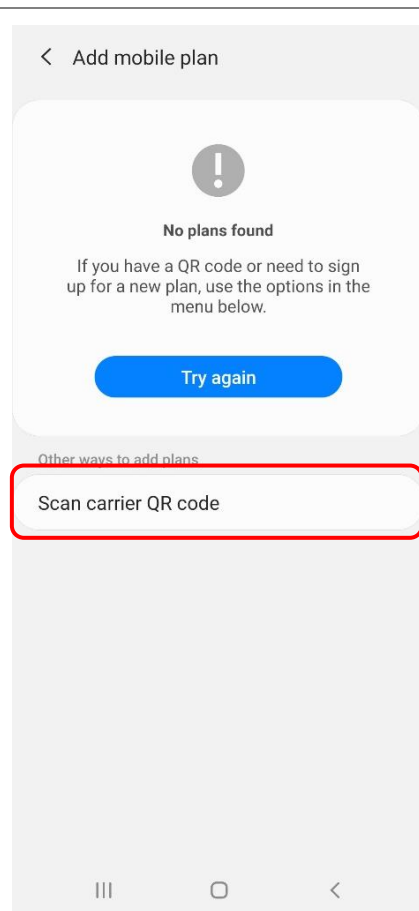 Add mobile plan
No plans found
If you have a QR code or need to sign
up for a new plan, use the options in the
menu below.
Try again
Other ways to add plans
Scan carrier QR code